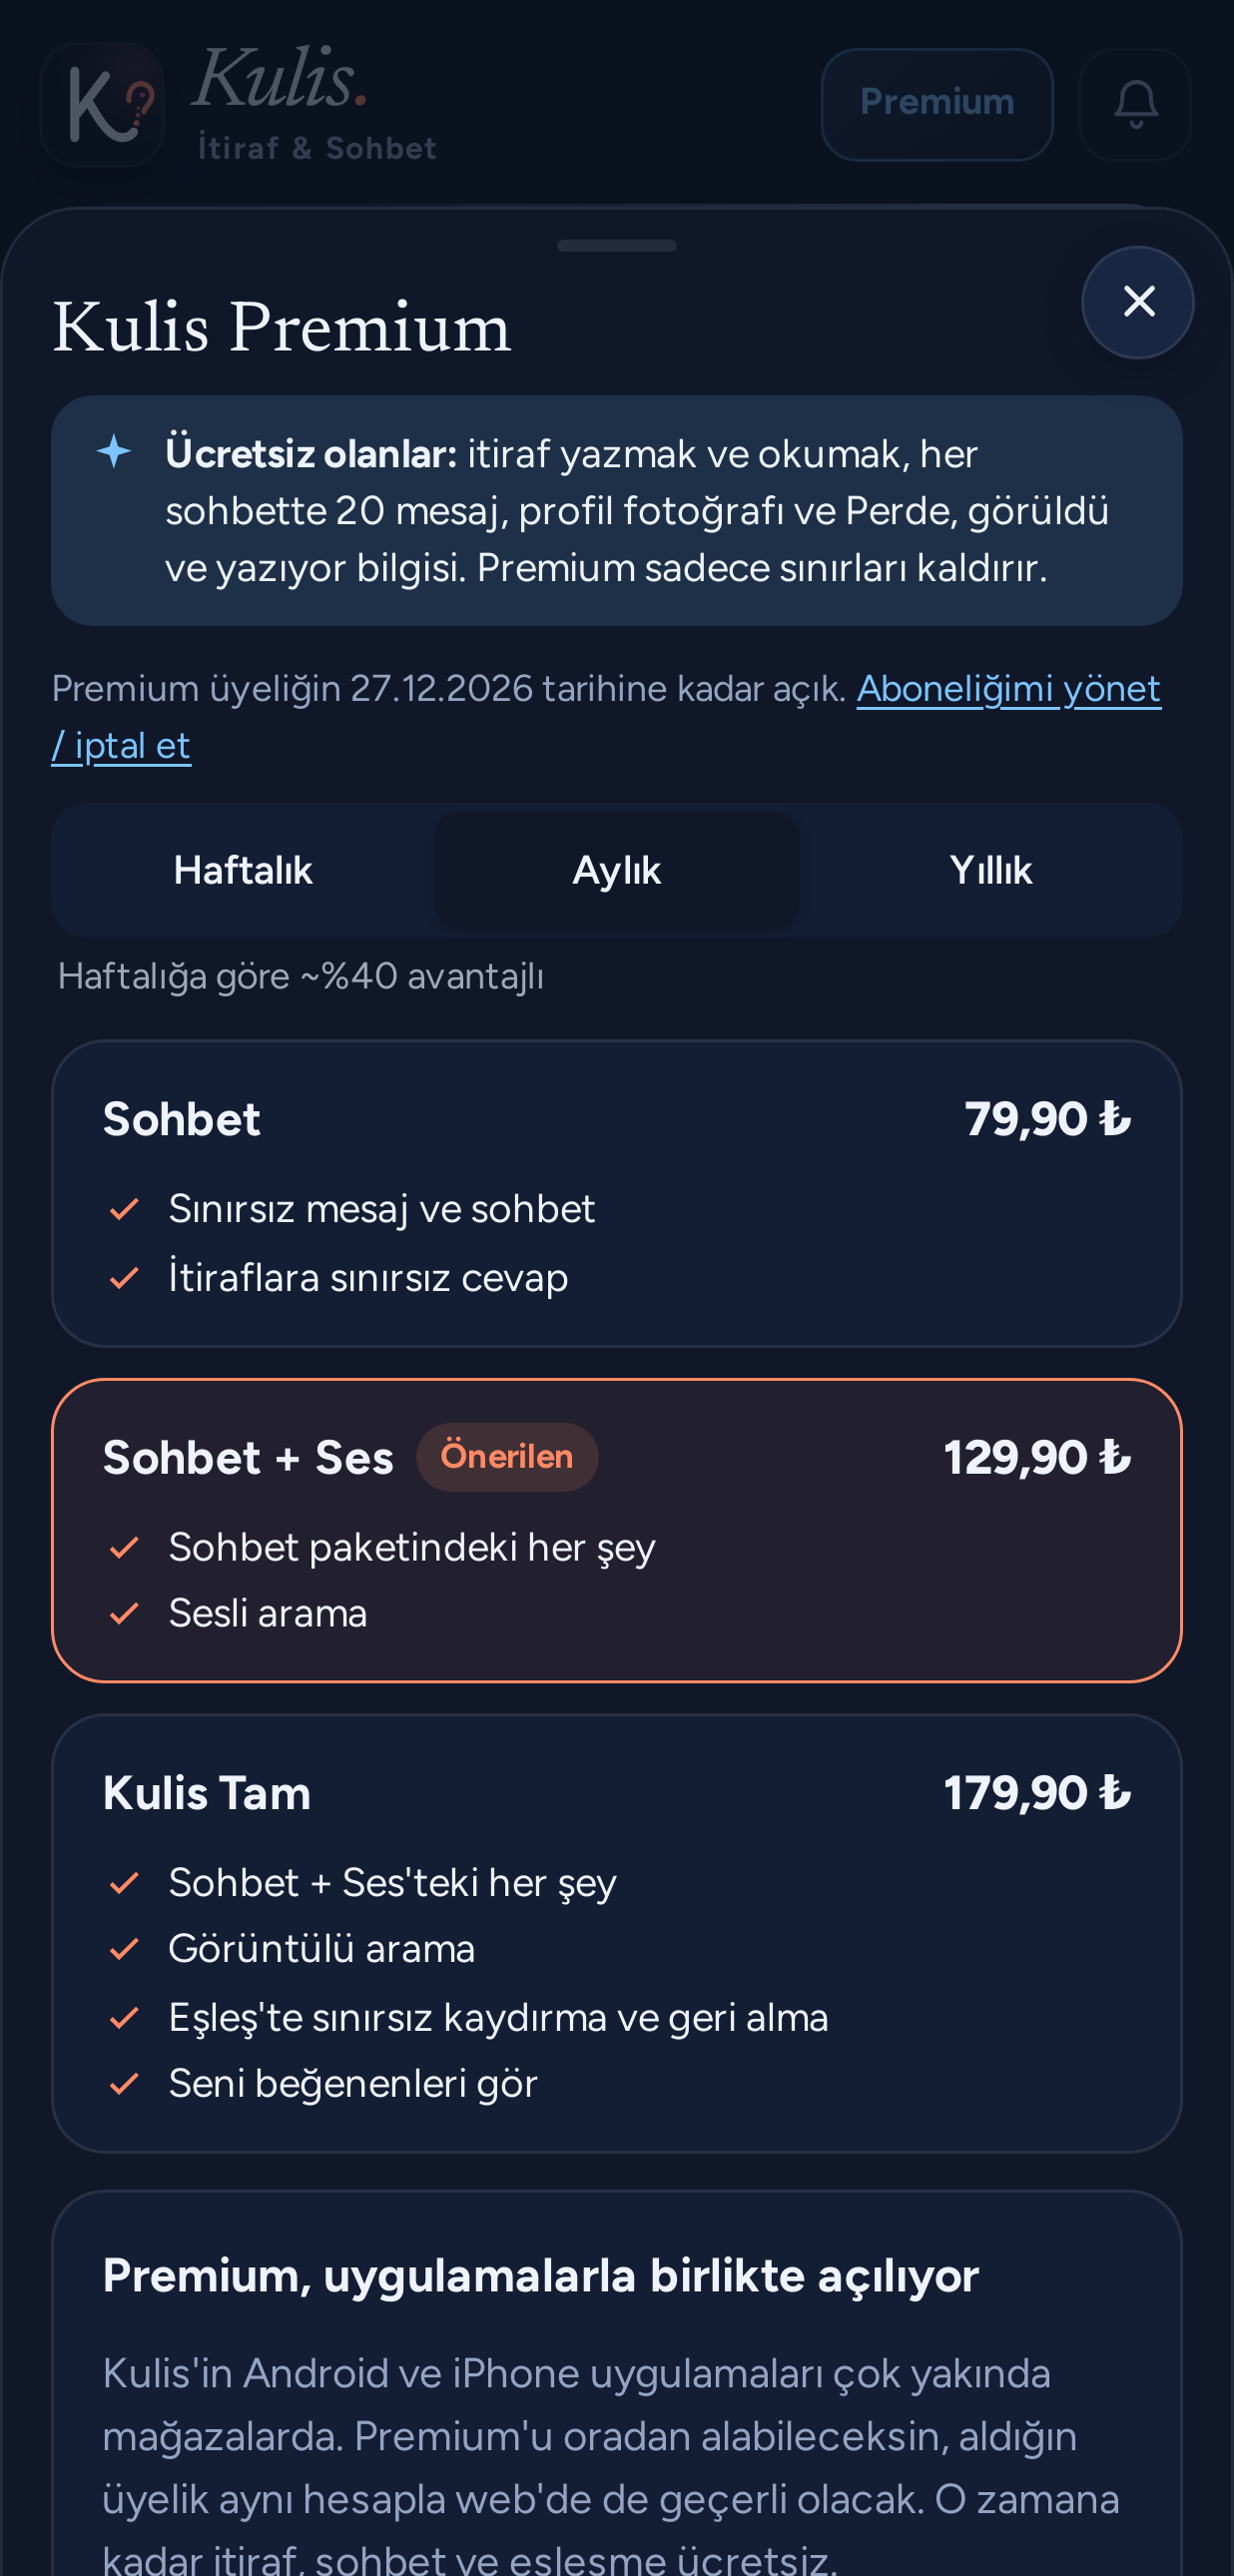 Kulis.
İtiraf & Sohbet
Premium
Kulis Premium
Ücretsiz olanlar: itiraf yazmak ve okumak, her
sohbette 20 mesaj, profil fotoğrafı ve Perde, görüldü
ve yazıyor bilgisi. Premium sadece sınırları kaldırır.
Premium üyeliğin 27.12.2026 tarihine kadar açık. Aboneliğimi yönet
/ iptal et
Haftalık Aylık Yıllık
Haftalığa göre ~%40 avantajlı
Sohbet 79,90 ₺
Sınırsız mesaj ve sohbet
İtiraflara sınırsız cevap
Sohbet + Ses Önerilen 129,90 ₺
Sohbet paketindeki her şey
Sesli arama
Kulis Tam 179,90 ₺
Sohbet + Ses'teki her şey
Görüntülü arama
Eşleş'te sınırsız kaydırma ve geri alma
Seni beğenenleri gör
Premium, uygulamalarla birlikte açılıyor
Kulis'in Android ve iPhone uygulamaları çok yakında
mağazalarda. Premium'u oradan alabileceksin, aldığın
üyelik aynı hesapla web'de de geçerli olacak. O zamana
kadar itiraf, sohbet ve eşleşme ücretsiz.